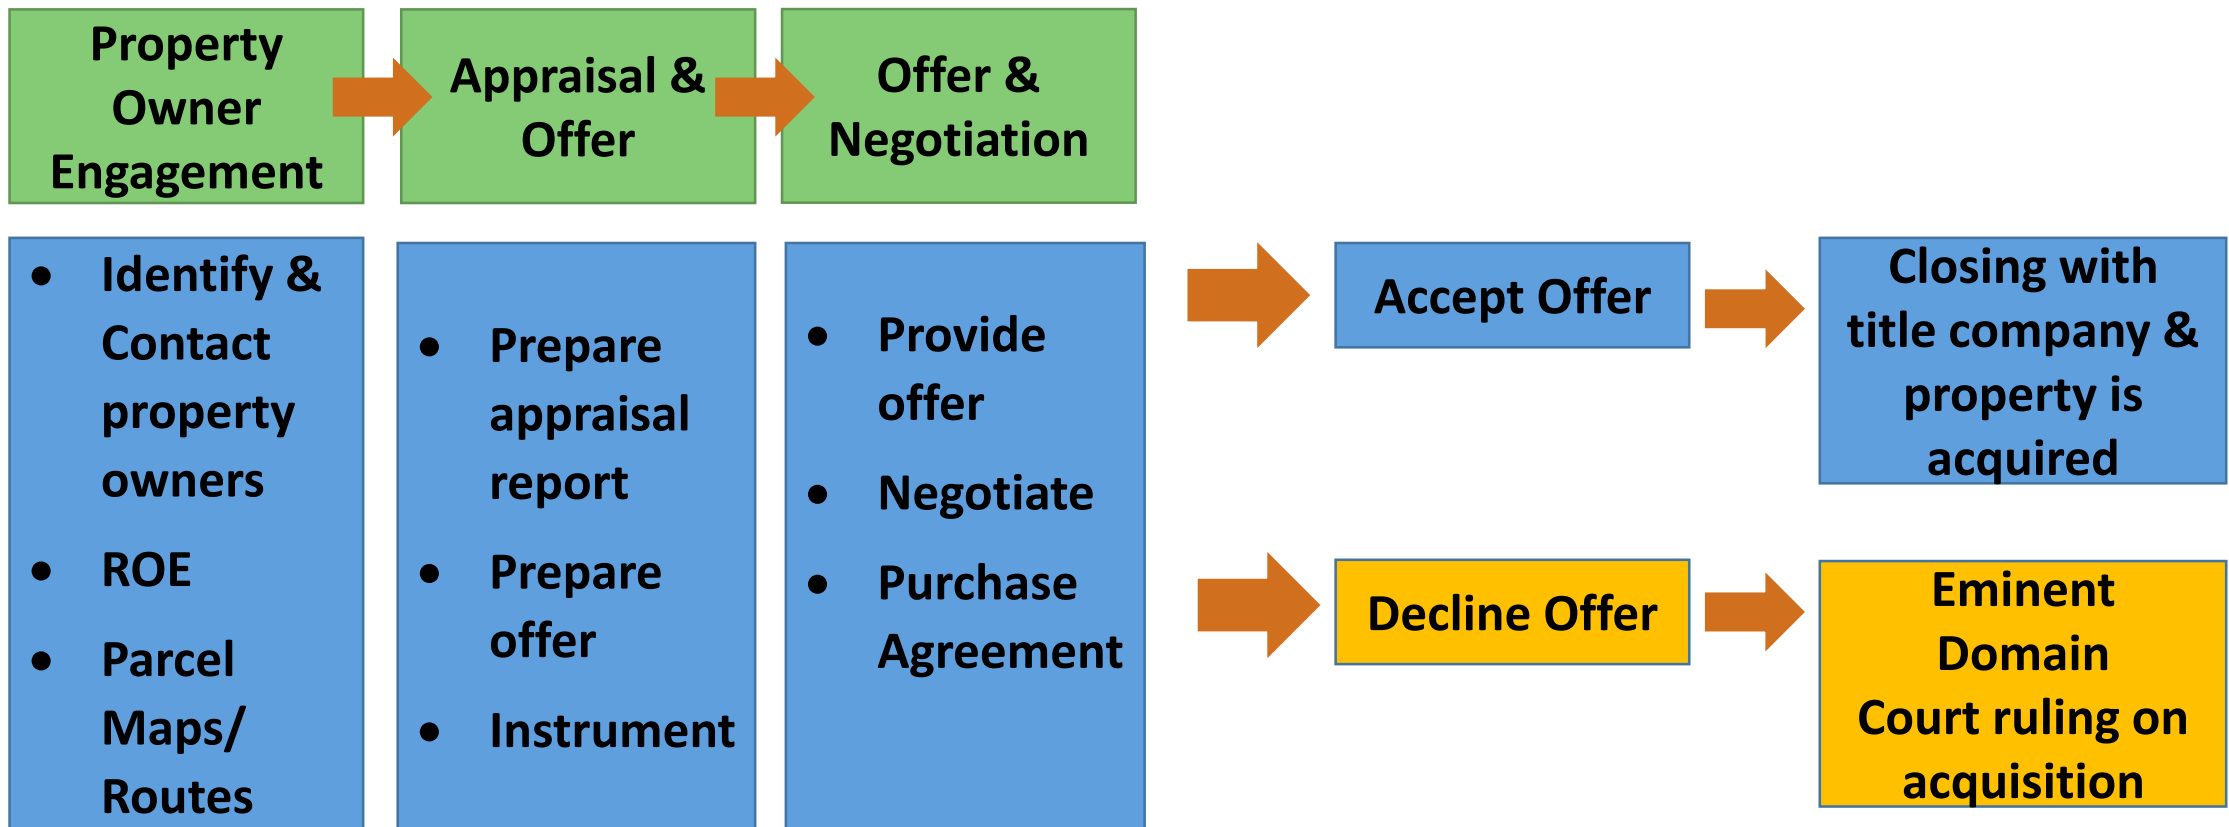 Property
Owner
Engagement
Appraisal &
Offer
Offer &
Negotiation
• Identify &
Contact
property
owners
• ROE
• Parcel
Maps/
Routes
• Prepare
appraisal
report
• Prepare
offer
• Instrument
• Provide
offer
• Negotiate
• Purchase
Agreement
Accept Offer
Closing with
title company &
property is
acquired
Decline Offer
Eminent
Domain
Court ruling on
acquisition